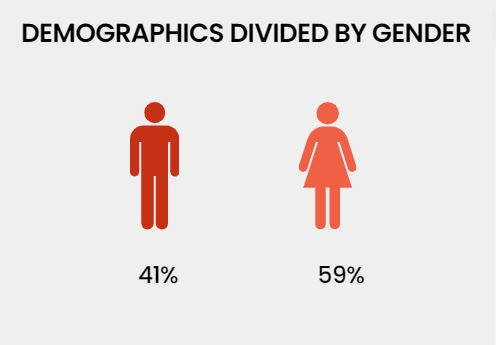 DEMOGRAPHICS DIVIDED BY GENDER
41% 59%